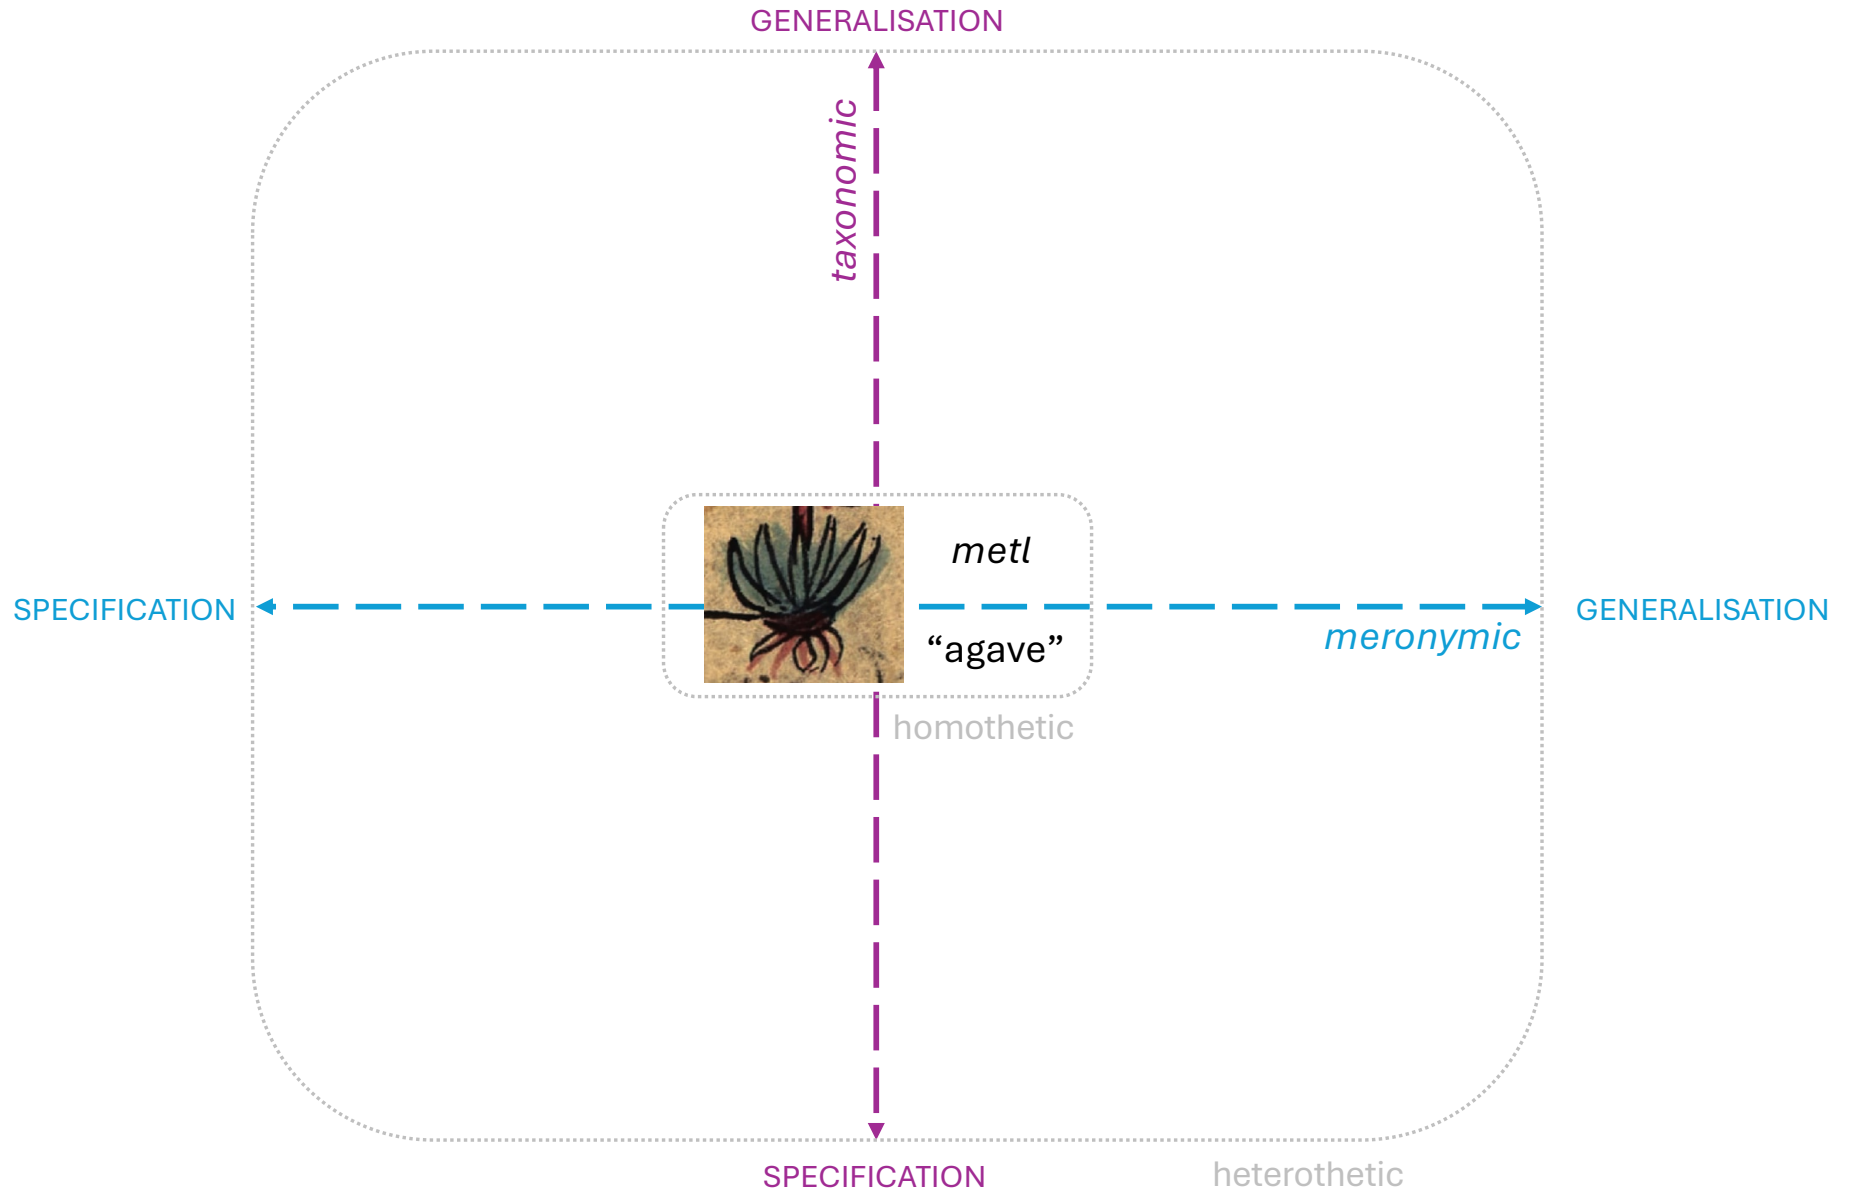 GENERALISATION
taxonomic
metl
SPECIFICATION
GENERALISATION
meronymic
“agave”
homothetic
SPECIFICATION
heterothetic